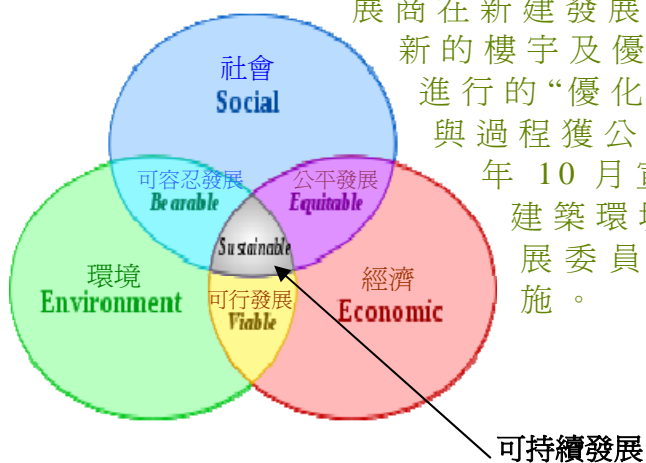 展商在新建發展
新的樓宇及優
進行的“優化
與過程獲公
年 10 月宣
建築環境
展委員
施。
社會
Social
可容忍發展
Bearable
公平發展
Equitable
Sustainable
環境
Environment
可行發展
Viable
經濟
Economic
可持續發展